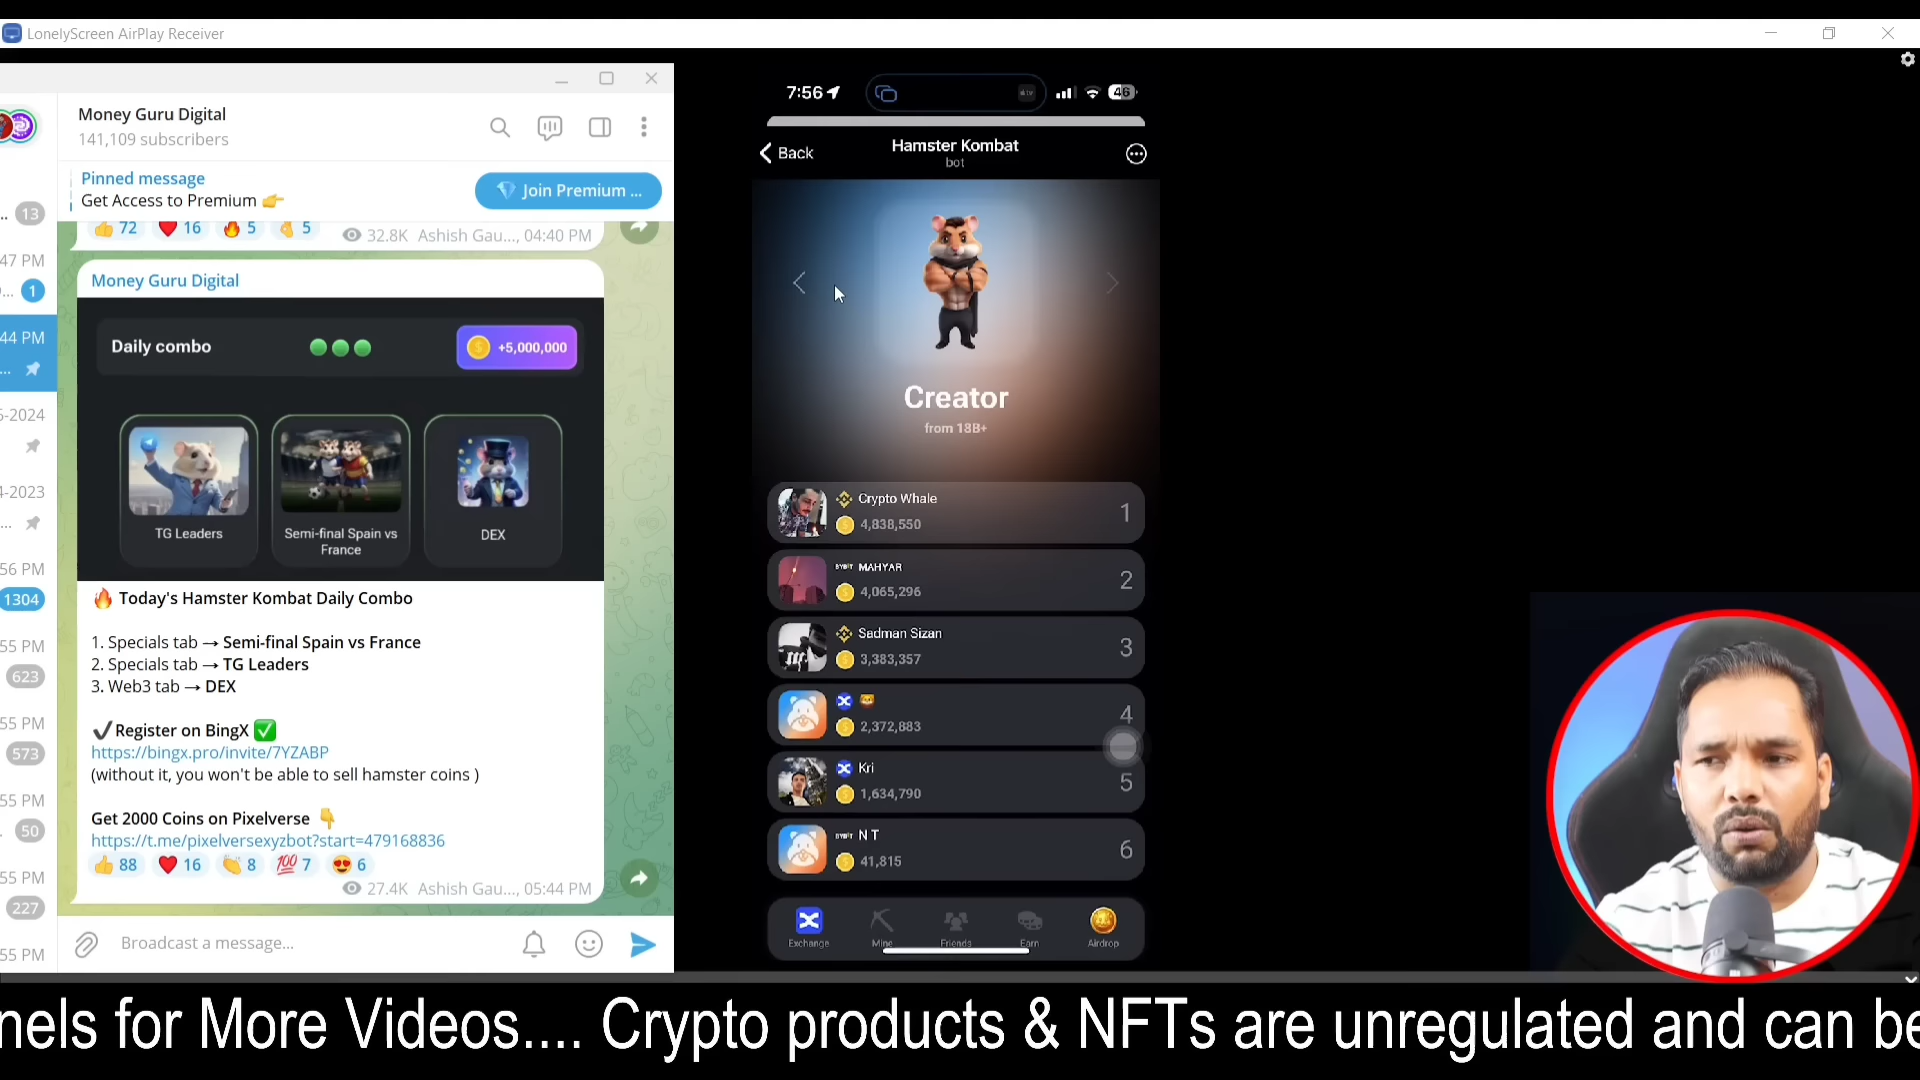 LonelyScreen AirPlay Receiver
Money Guru Digital
141,109 subscribers
Pinned message
Get Access to Premium 👉
💎 Join Premium ...
👍 72 ❤️ 16 🔥 5 👌 5
32.8K Ashish Gau..., 04:40 PM
Money Guru Digital
Daily combo
+5,000,000
TG Leaders
Semi-final Spain vs
France
DEX
🔥 Today's Hamster Kombat Daily Combo
1. Specials tab → Semi-final Spain vs France
2. Specials tab → TG Leaders
3. Web3 tab → DEX
✔️Register on BingX ✅
https://bingx.pro/invite/7YZABP
(without it, you won't be able to sell hamster coins )
Get 2000 Coins on Pixelverse 👇
https://t.me/pixelversexyzbot?start=479168836
👍 88 ❤️ 16 👏 8 💯 7 😍 6
27.4K Ashish Gau..., 05:44 PM
Broadcast a message...
... 13
47 PM
... 1
44 PM
...
6-2024
4-2023
...
56 PM
1304
55 PM
623
55 PM
573
55 PM
. 50
55 PM
227
55 PM
7:56
46
Back
Hamster Kombat
bot
Creator
from 18B+
Crypto Whale
4,838,550
1
BYBIT MAHYAR
4,065,296
2
Sadman Sizan
3,383,357
3
2,372,883
4
Kri
1,634,790
5
BYBIT N T
41,815
6
Exchange
Mine
Friends
Earn
Airdrop
nels for More Videos.... Crypto products & NFTs are unregulated and can be